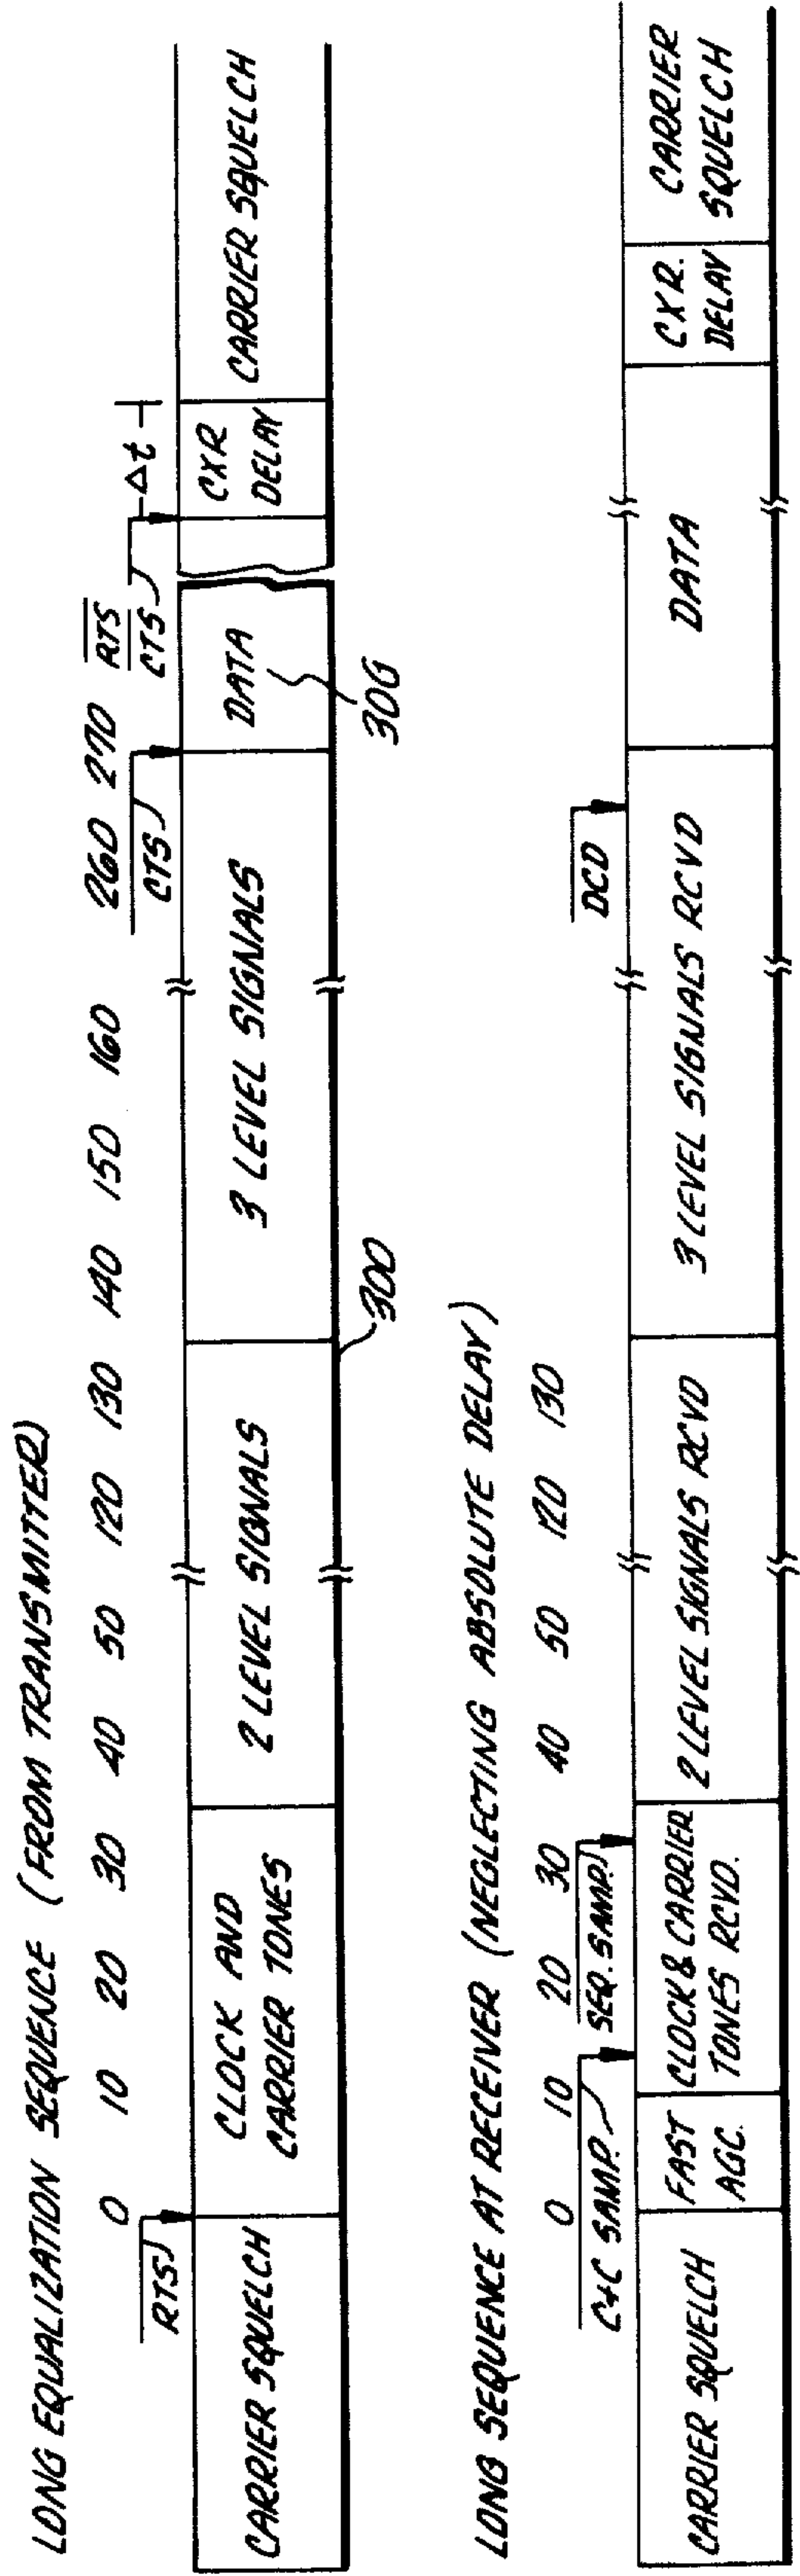 LONG EQUALIZATION SEQUENCE (FROM TRANSMITTER)
0 10 20 30 40 50 120 130 140 150 160 260 270 RTS
RTS
CTS
CTS
Δt
CARRIER SQUELCH
CLOCK AND
CARRIER TONES
2 LEVEL SIGNALS
3 LEVEL SIGNALS
DATA
CXR
DELAY
CARRIER SQUELCH
300
30G
LONG SEQUENCE AT RECEIVER (NEGLECTING ABSOLUTE DELAY)
0 10 20 30 40 50 120 130
C+C SAMP.
SEQ. SAMP.
DCD
CARRIER SQUELCH
FAST
AGC.
CLOCK & CARRIER
TONES RCVD.
2 LEVEL SIGNALS RCVD
3 LEVEL SIGNALS RCVD
DATA
CXR.
DELAY
CARRIER
SQUELCH